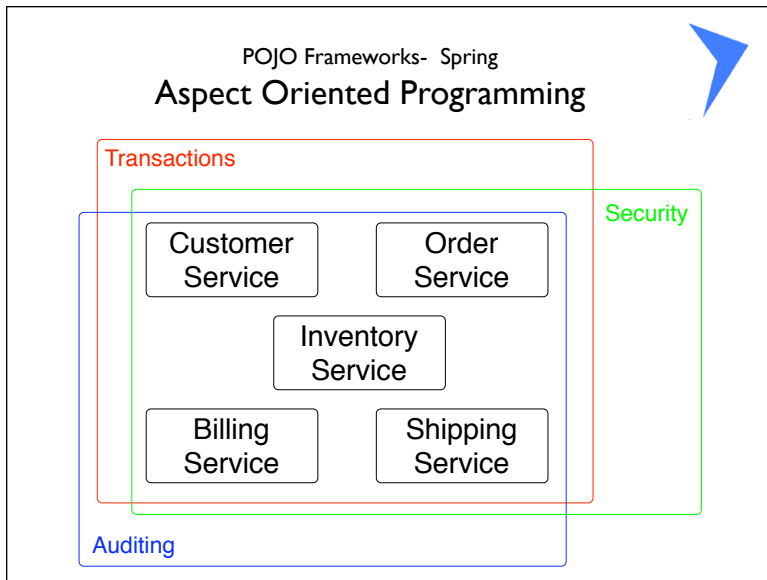 POJO Frameworks- Spring
Aspect Oriented Programming
Transactions
Security
Customer
Service
Order
Service
Inventory
Service
Billing
Service
Shipping
Service
Auditing